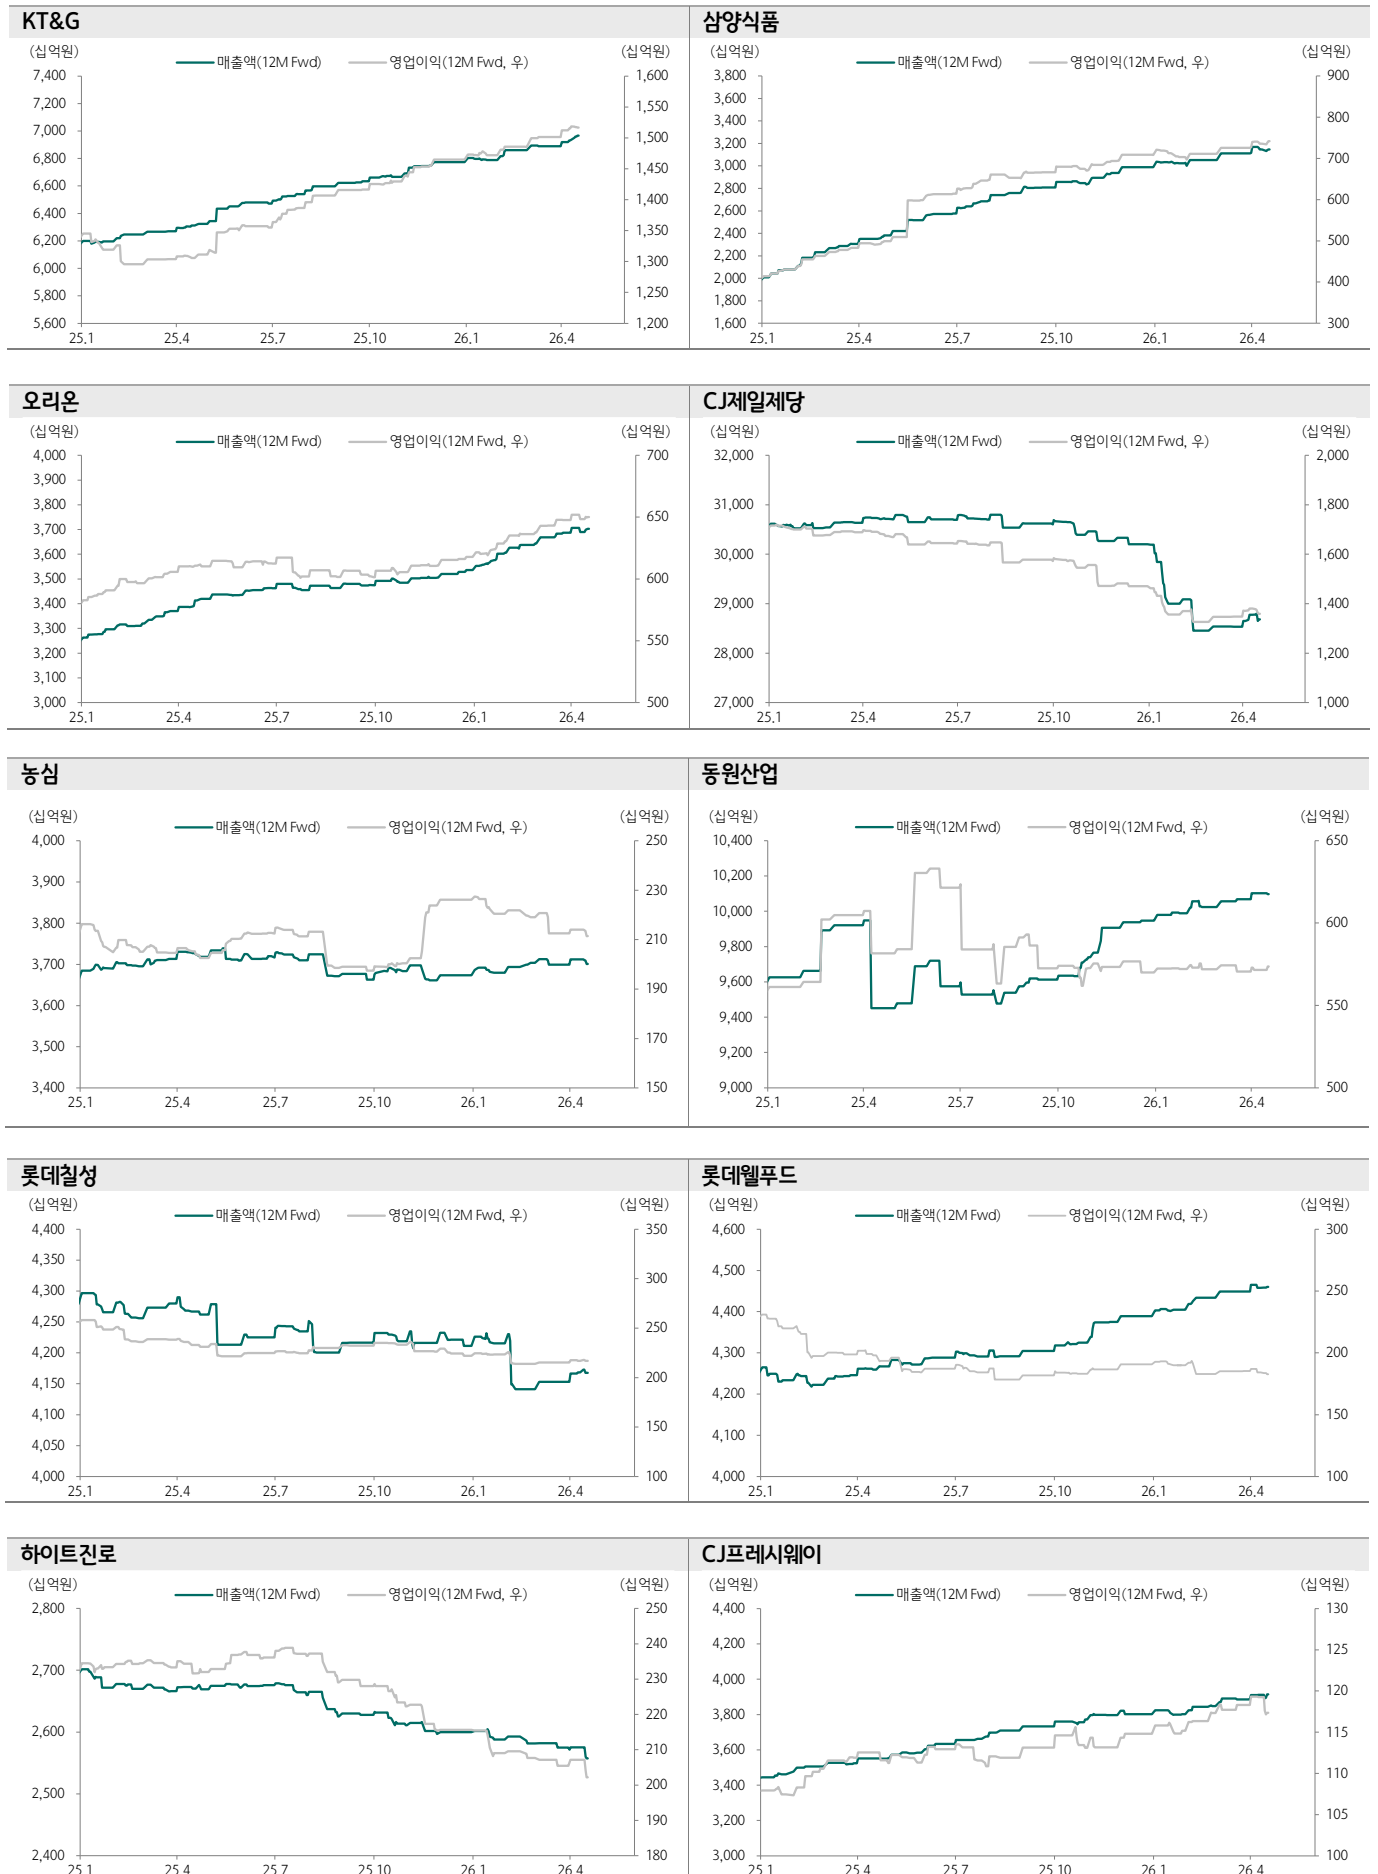 KT&G
(십억원) (십억원)
매출액(12M Fwd) 영업이익(12M Fwd, 우)
7,400 1,600
7,200 1,550
7,000 1,500
6,800 1,450
6,600 1,400
6,400 1,350
6,200 1,300
6,000 1,250
5,800 1,200
5,600
25.1 25.4 25.7 25.10 26.1 26.4
삼양식품
(십억원) (십억원)
매출액(12M Fwd) 영업이익(12M Fwd, 우)
3,800 900
3,600 800
3,400 700
3,200 600
3,000 500
2,800 400
2,600 300
2,400
2,200
2,000
1,800
1,600
25.1 25.4 25.7 25.10 26.1 26.4
오리온
(십억원) (십억원)
매출액(12M Fwd) 영업이익(12M Fwd, 우)
4,000 700
3,900 650
3,800 600
3,700 550
3,600 500
3,500
3,400
3,300
3,200
3,100
3,000
25.1 25.4 25.7 25.10 26.1 26.4
CJ제일제당
(십억원) (십억원)
매출액(12M Fwd) 영업이익(12M Fwd, 우)
32,000 2,000
31,000 1,800
30,000 1,600
29,000 1,400
28,000 1,200
27,000 1,000
25.1 25.4 25.7 25.10 26.1 26.4
농심
(십억원) (십억원)
매출액(12M Fwd) 영업이익(12M Fwd, 우)
4,000 250
3,900 230
3,800 210
3,700 190
3,600 170
3,500 150
3,400
25.1 25.4 25.7 25.10 26.1 26.4
동원산업
(십억원) (십억원)
매출액(12M Fwd) 영업이익(12M Fwd, 우)
10,400 650
10,200 600
10,000 550
9,800 500
9,600
9,400
9,200
9,000
25.1 25.4 25.7 25.10 26.1 26.4
롯데칠성
(십억원) (십억원)
매출액(12M Fwd) 영업이익(12M Fwd, 우)
4,400 350
4,350 300
4,300 250
4,250 200
4,200 150
4,150 100
4,100
4,050
4,000
25.1 25.4 25.7 25.10 26.1 26.4
롯데웰푸드
(십억원) (십억원)
매출액(12M Fwd) 영업이익(12M Fwd, 우)
4,600 300
4,500 250
4,400 200
4,300 150
4,200 100
4,100
4,000
25.1 25.4 25.7 25.10 26.1 26.4
하이트진로
(십억원) (십억원)
매출액(12M Fwd) 영업이익(12M Fwd, 우)
2,800 250
2,700 240
2,600 230
2,500 220
2,400 210
200
190
180
25.1 25.4 25.7 25.10 26.1 26.4
CJ프레시웨이
(십억원) (십억원)
매출액(12M Fwd) 영업이익(12M Fwd, 우)
4,400 130
4,200 125
4,000 120
3,800 115
3,600 110
3,400 105
3,200 100
3,000
25.1 25.4 25.7 25.10 26.1 26.4